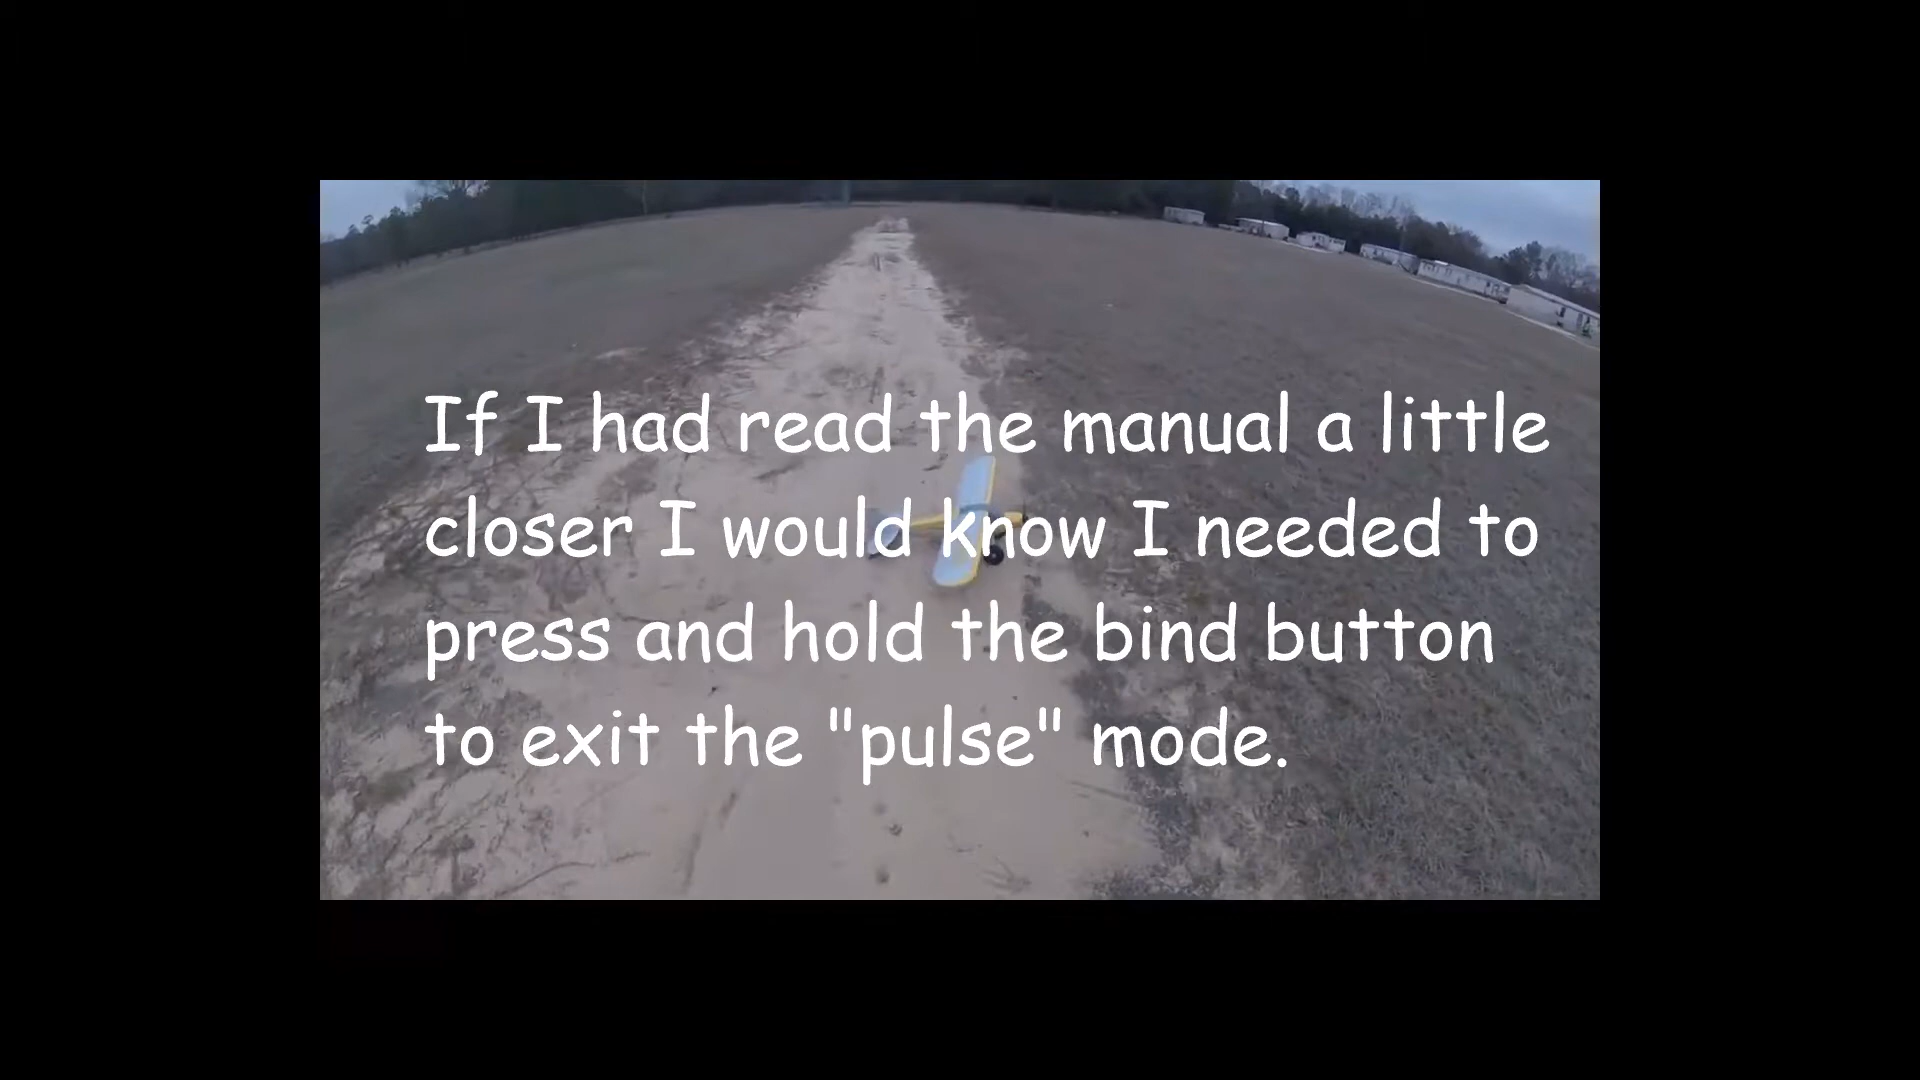 If I had read the manual a little
closer I would know I needed to
press and hold the bind button
to exit the "pulse" mode.